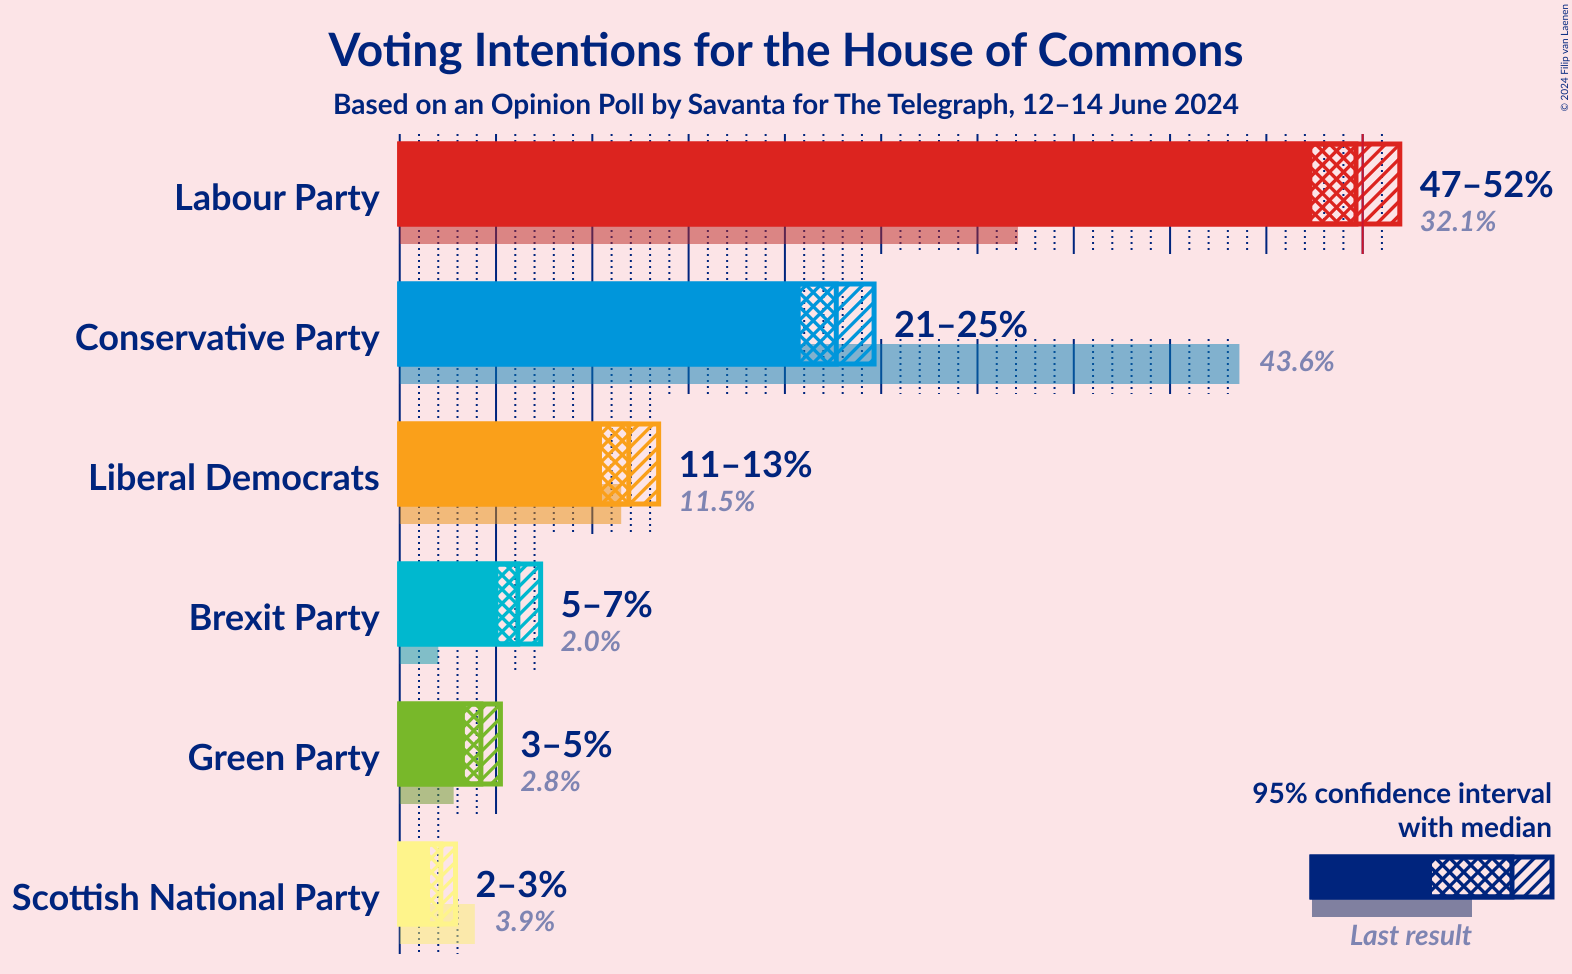 Voting Intentions for the House of Commons
Based on an Opinion Poll by Savanta for The Telegraph, 12–14 June 2024
© 2024 Filip van Laenen
Labour Party
47–52%
32.1%
Conservative Party
21–25%
43.6%
Liberal Democrats
11–13%
11.5%
Brexit Party
5–7%
2.0%
Green Party
3–5%
2.8%
Scottish National Party
2–3%
3.9%
95% confidence interval
with median
Last result